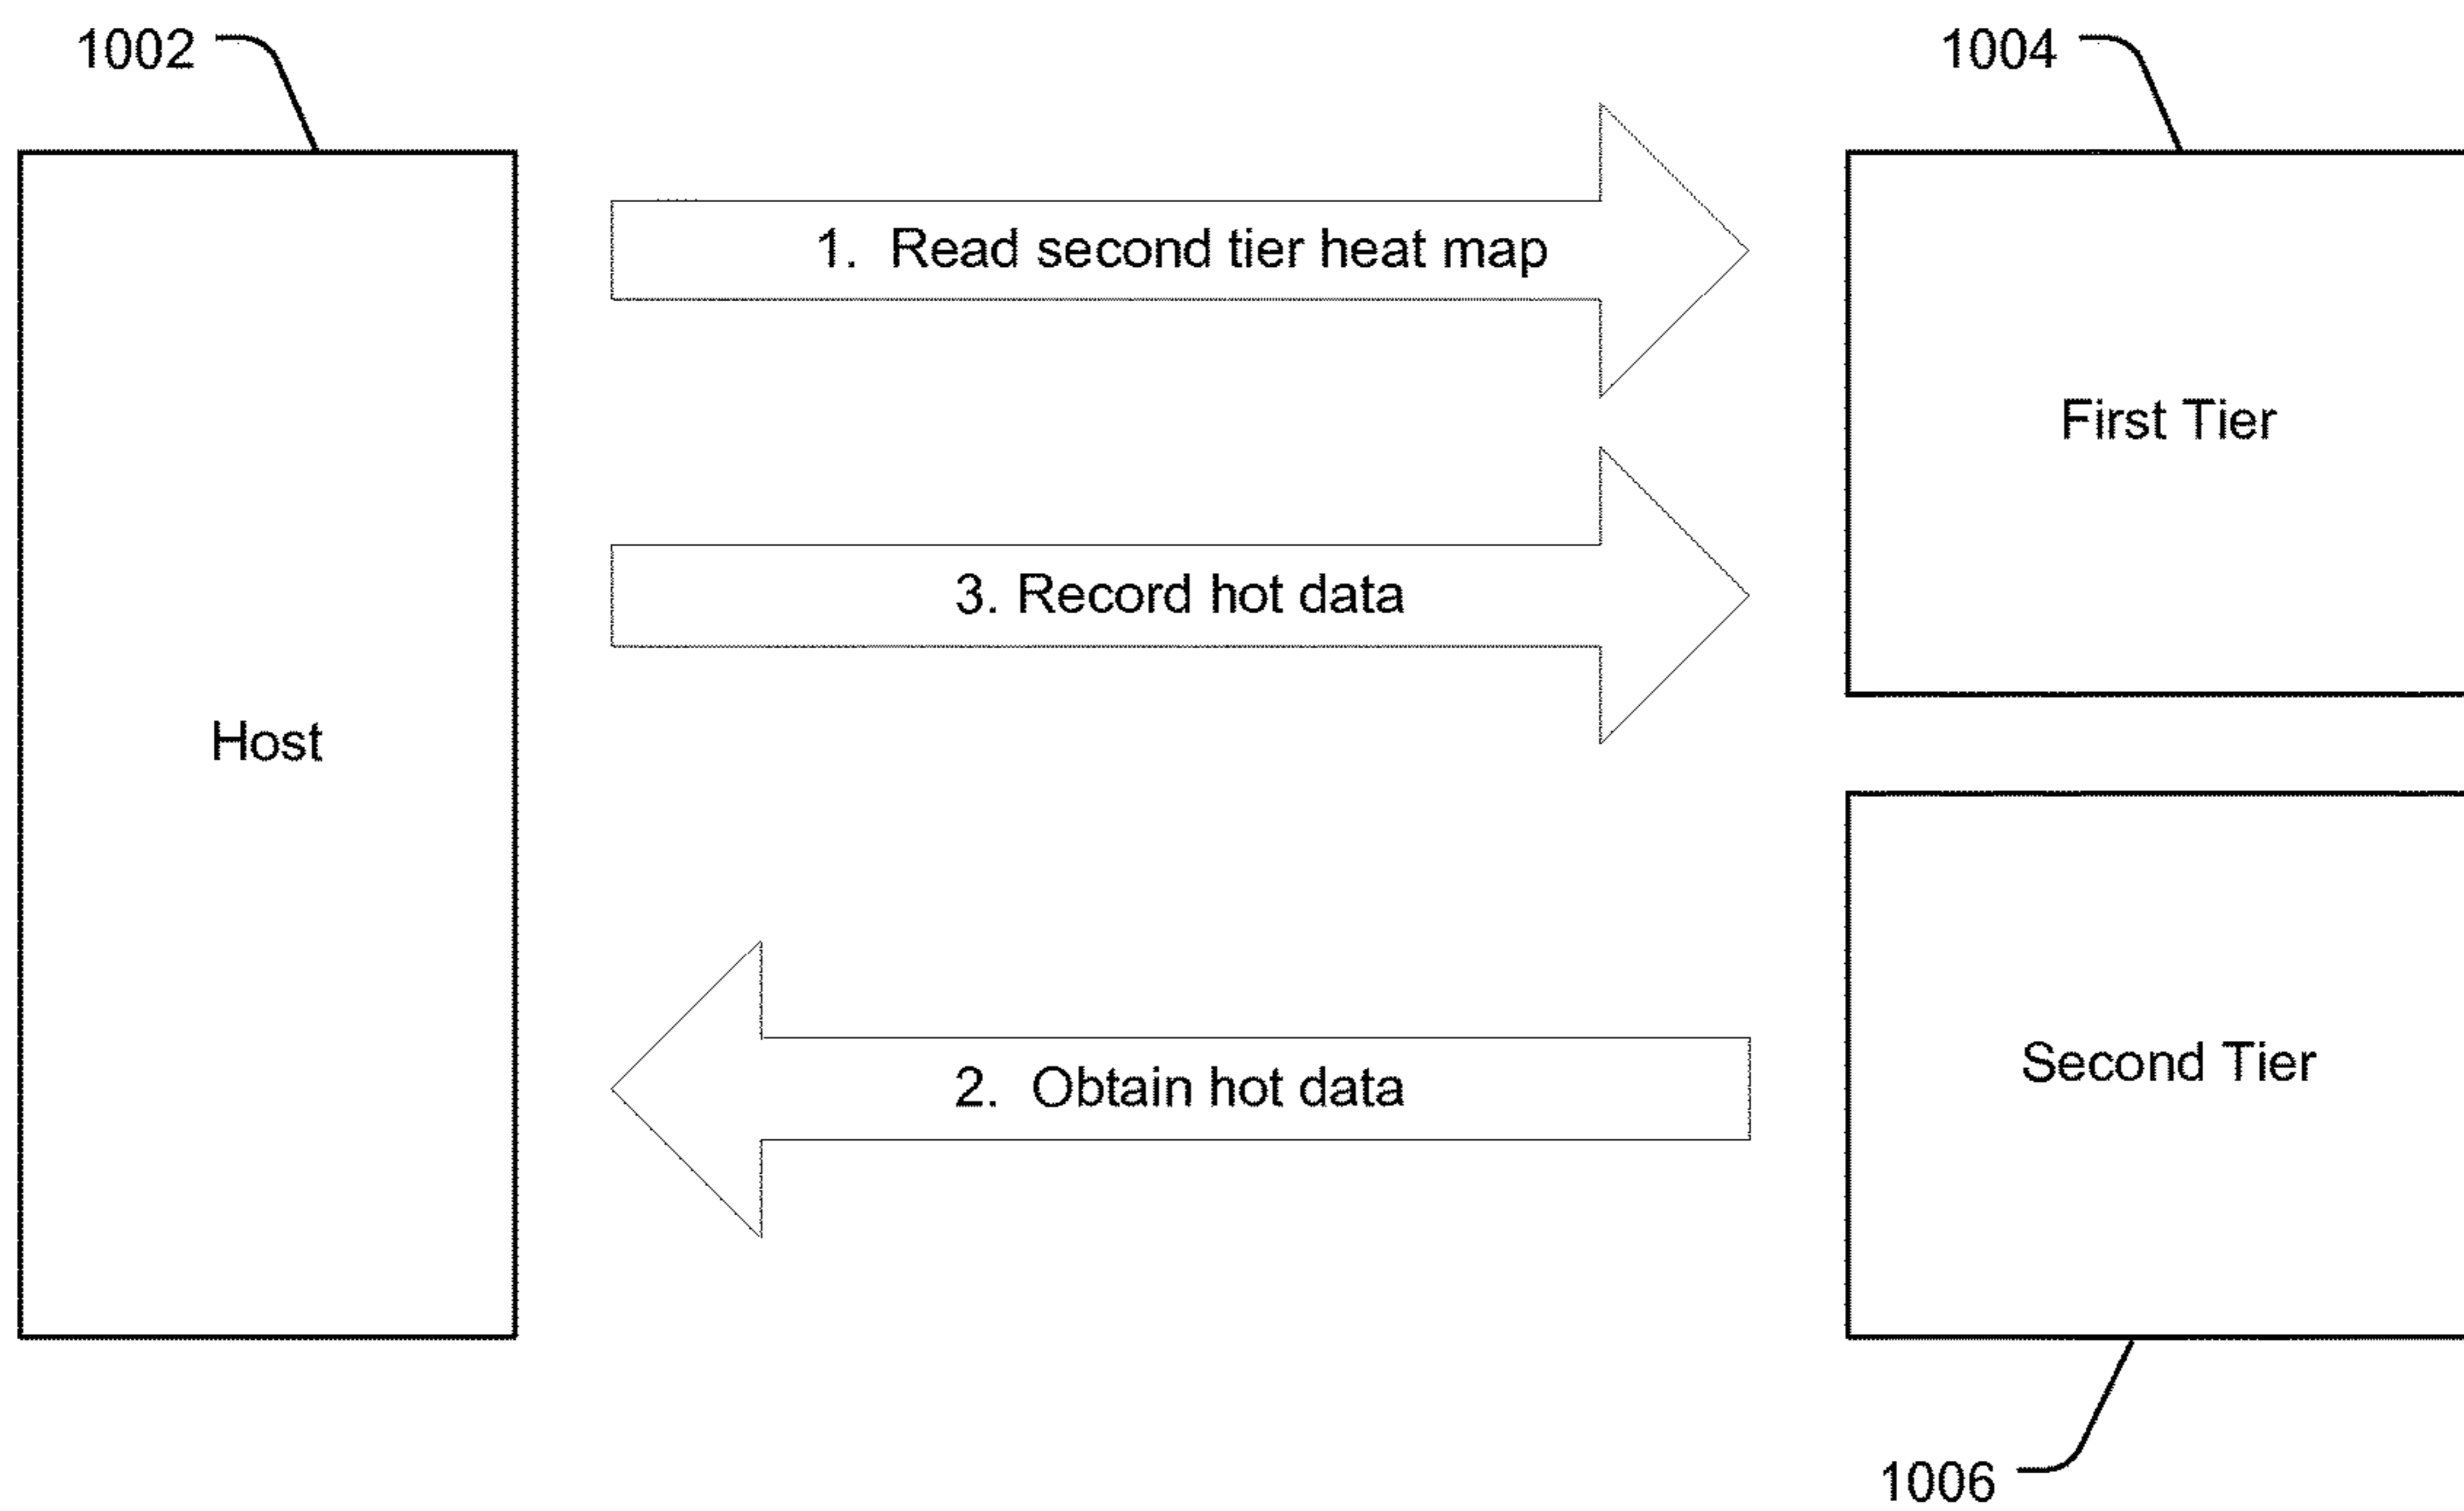 1002
1004
1. Read second tier heat map
First Tier
3. Record hot data
Host
Second Tier
2. Obtain hot data
1006